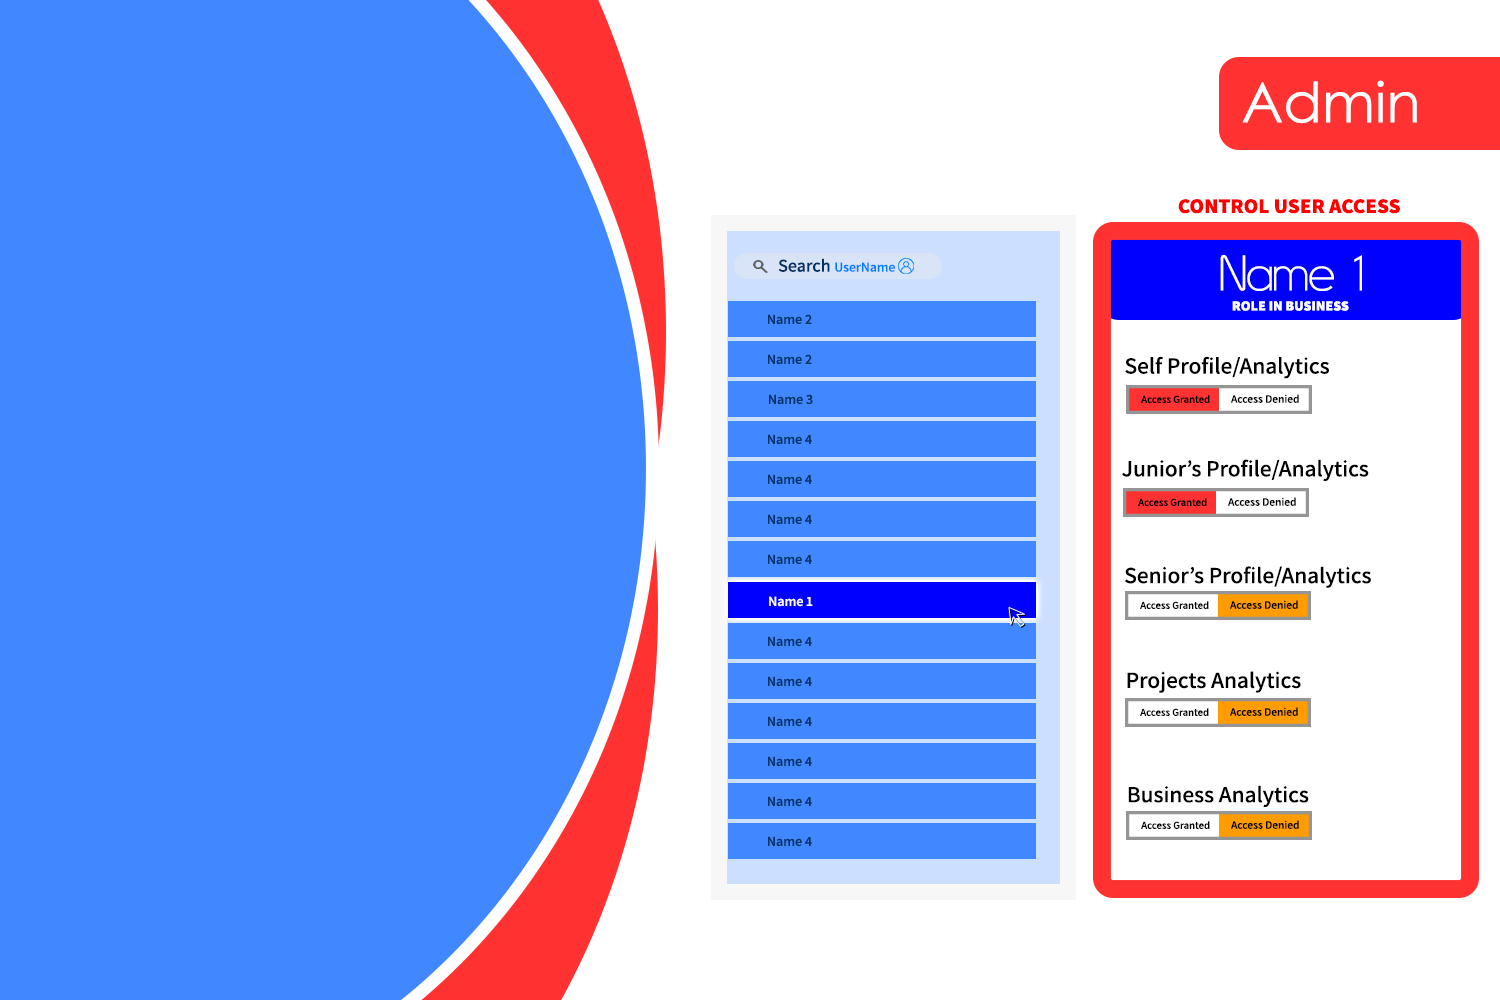 Admin
CONTROL USER ACCESS
Search UserName
Name 2
Name 2
Name 3
Name 4
Name 4
Name 4
Name 4
Name 1
Name 4
Name 4
Name 4
Name 4
Name 4
Name 4
Name 1
ROLE IN BUSINESS
Self Profile/Analytics
Access Granted Access Denied
Junior’s Profile/Analytics
Access Granted Access Denied
Senior’s Profile/Analytics
Access Granted Access Denied
Projects Analytics
Access Granted Access Denied
Business Analytics
Access Granted Access Denied